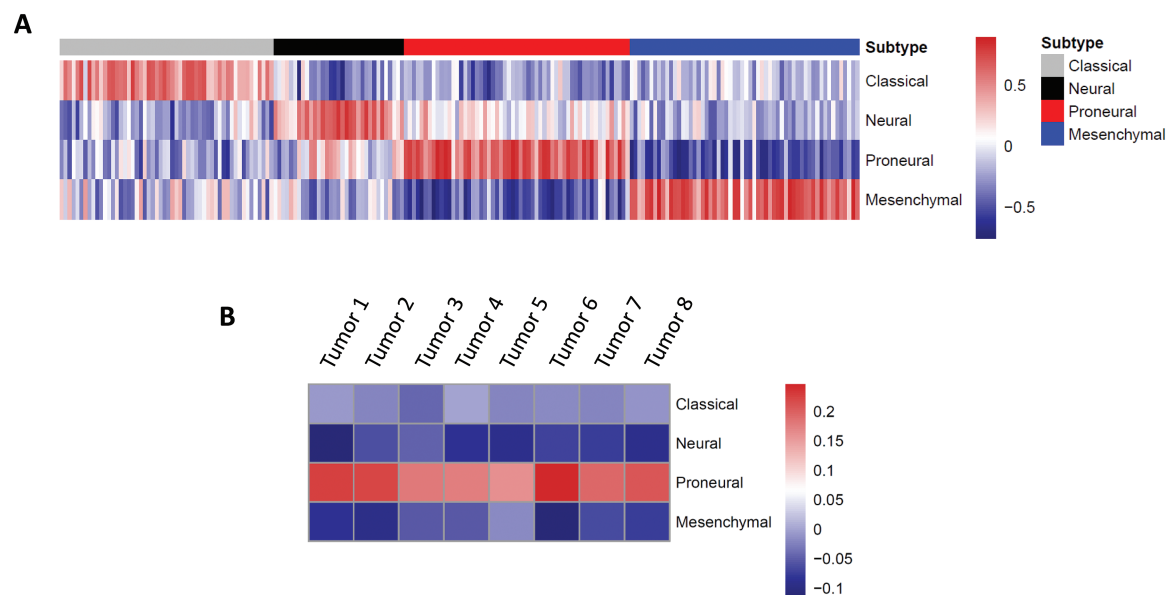 A
Subtype
Classical
Neural
Proneural
Mesenchymal
0.5
0
−0.5
Subtype
Classical
Neural
Proneural
Mesenchymal
B
Tumor 1
Tumor 2
Tumor 3
Tumor 4
Tumor 5
Tumor 6
Tumor 7
Tumor 8
Classical
Neural
Proneural
Mesenchymal
0.2
0.15
0.1
0.05
0
−0.05
−0.1